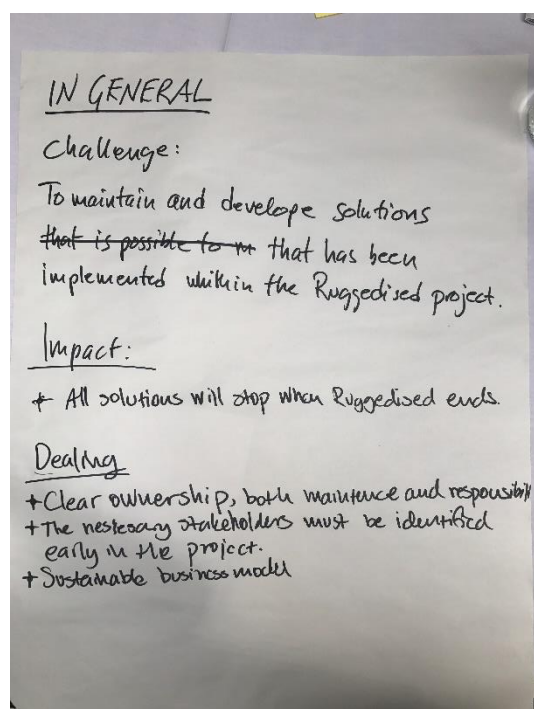 IN GENERAL
Challenge:
To maintain and develope solutions
that is possible to m that has been
implemented whithin the Ruggedised project.
Impact:
+ All solutions will stop when Ruggedised ends.
Dealing
+ Clear ownership, both maintence and responsibili
+ The nestesary stakeholders must be identified
early in the project.
+ Sustainable business model